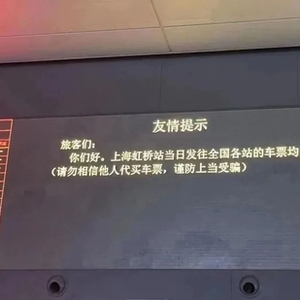 友情提示
旅客们：
你们好。上海虹桥站当日发往全国各站的车票均
（请勿相信他人代买车票，谨防上当受骗）